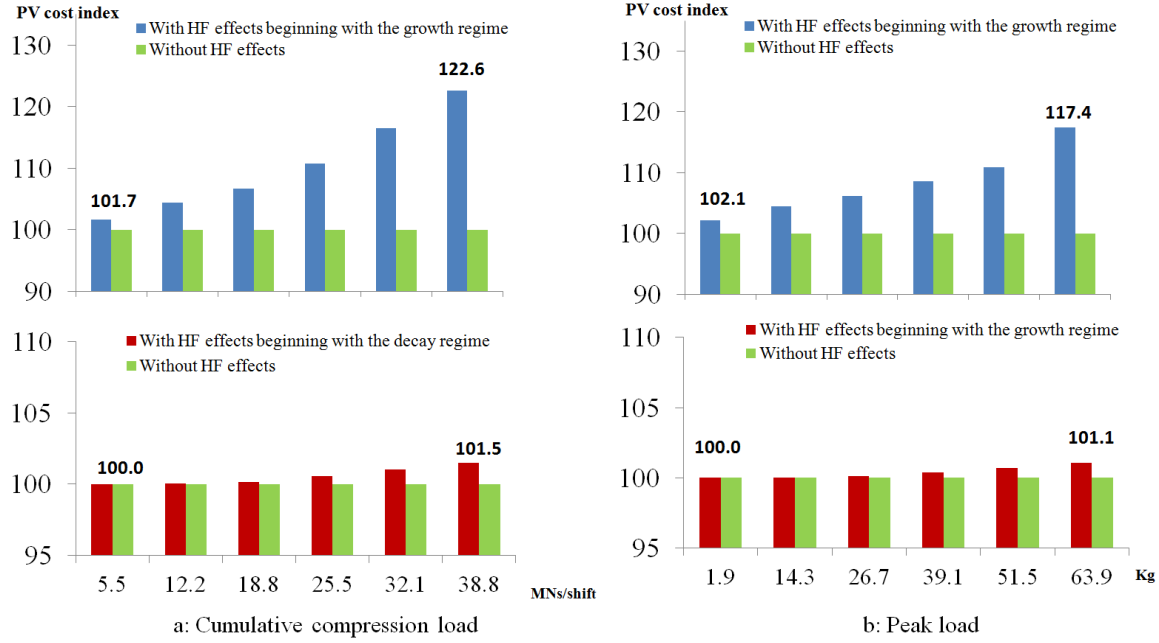 PV cost index
With HF effects beginning with the growth regime
Without HF effects
130
120
110
100
90
101.7
122.6
PV cost index
With HF effects beginning with the growth regime
Without HF effects
130
120
110
100
90
102.1
117.4
110
105
100
95
With HF effects beginning with the decay regime
Without HF effects
100.0
101.5
5.5 12.2 18.8 25.5 32.1 38.8
MNs/shift
a: Cumulative compression load
110
105
100
95
With HF effects beginning with the growth regime
Without HF effects
100.0
101.1
1.9 14.3 26.7 39.1 51.5 63.9
Kg
b: Peak load